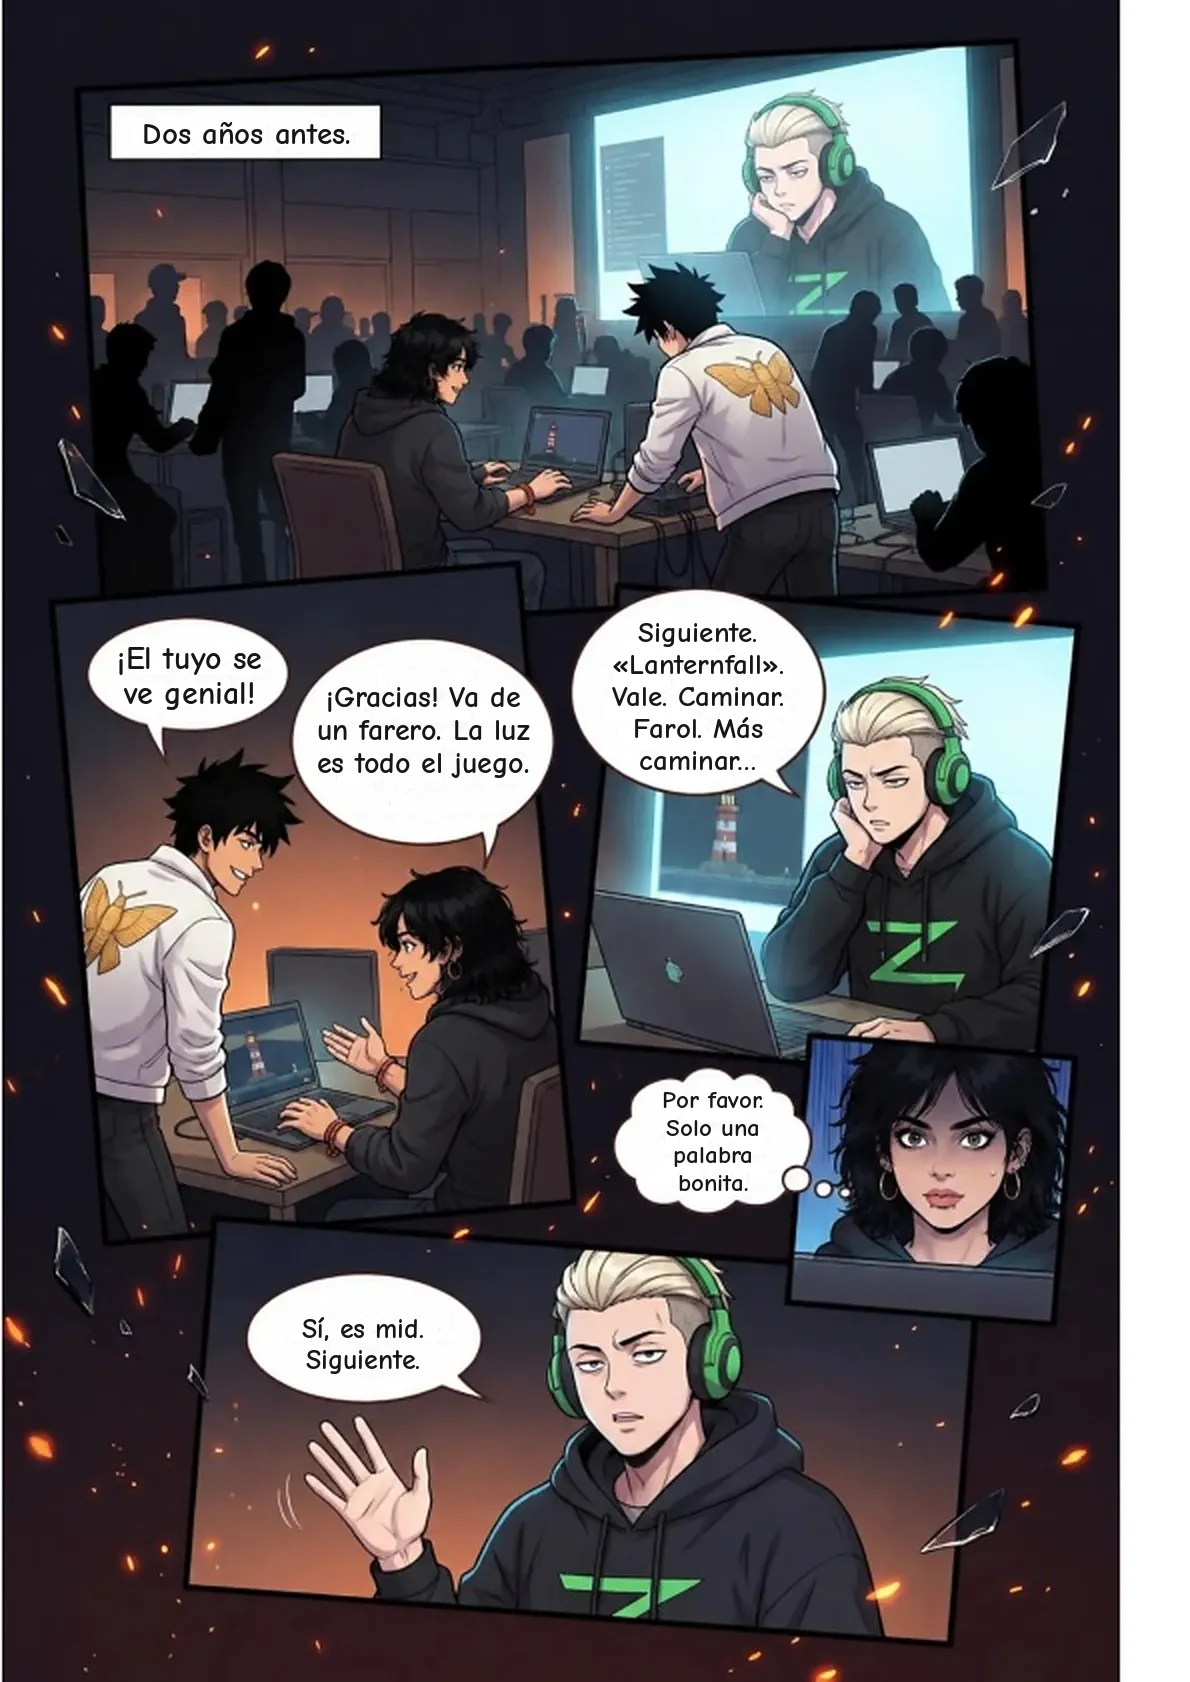 Dos años antes.
¡El tuyo se
ve genial!
¡Gracias! Va de
un farero. La luz
es todo el juego.
Siguiente.
«Lanternfall».
Vale. Caminar.
Farol. Más
caminar...
Por favor.
Solo una
palabra
bonita.
Sí, es mid.
Siguiente.